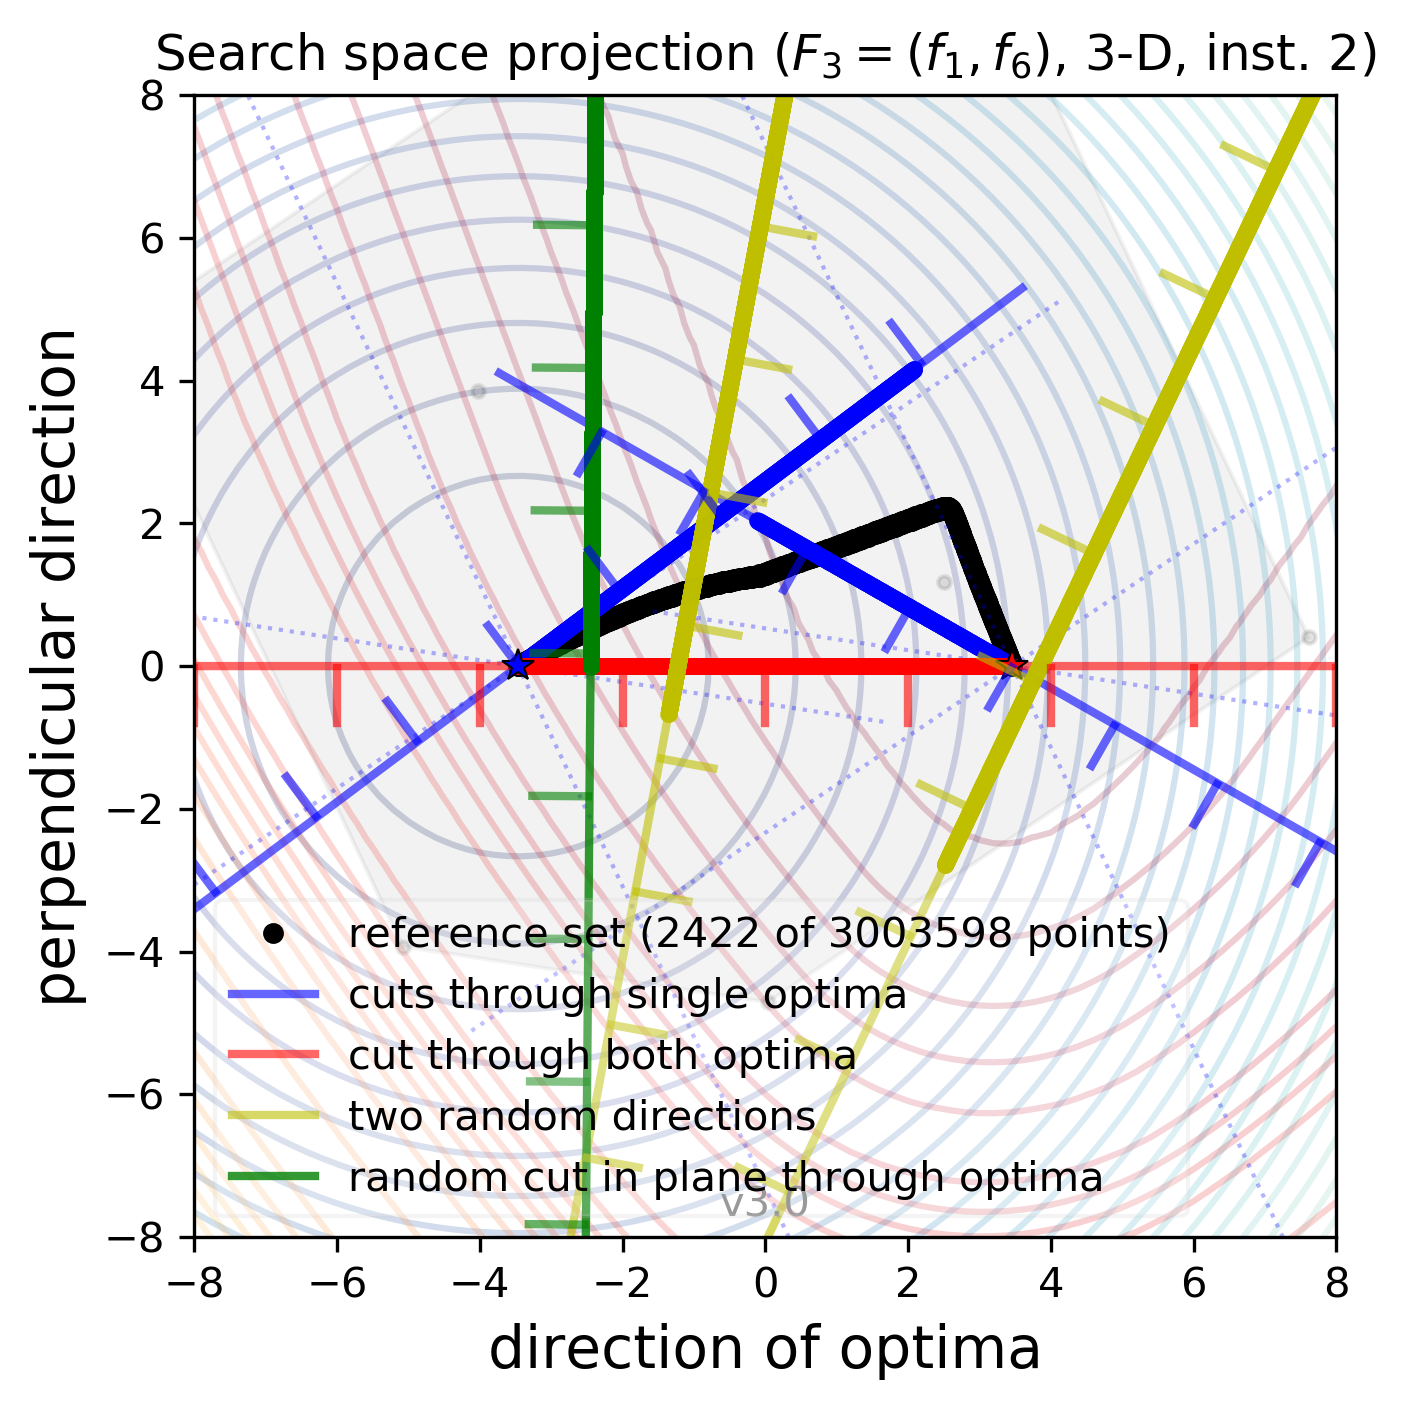 Search space projection (F₃ = (f₁, f₆), 3-D, inst. 2)
8
6
4
2
0
−2
−4
−6
−8
perpendicular direction
reference set (2422 of 3003598 points)
cuts through single optima
cut through both optima
two random directions
random cut in plane through optima
v3.0
−8 −6 −4 −2 0 2 4 6 8
direction of optima